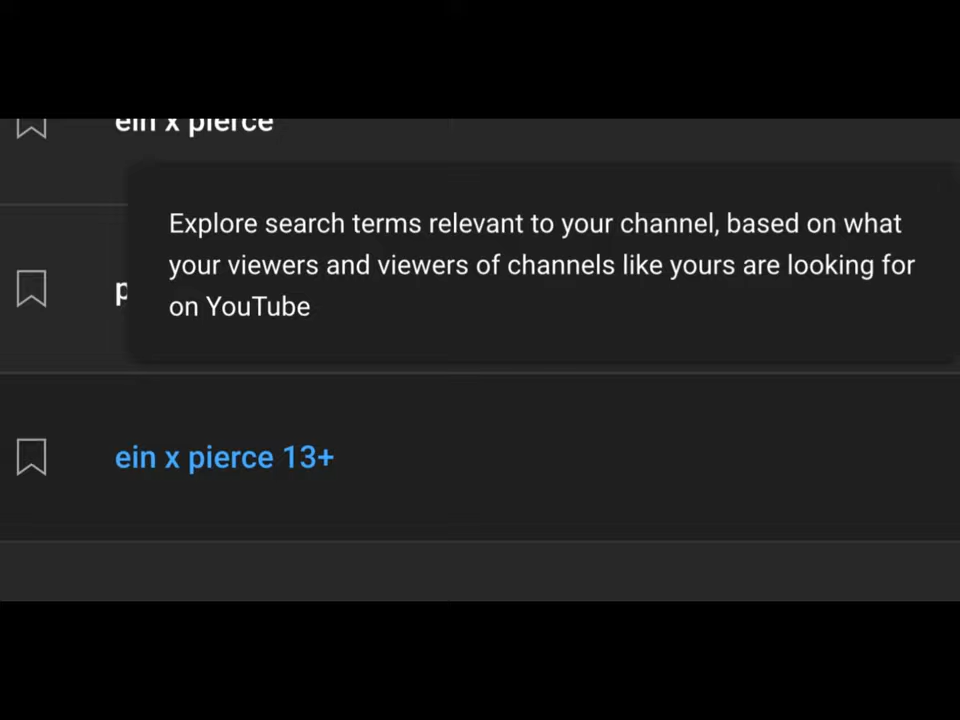 ein x pierce
Explore search terms relevant to your channel, based on what
your viewers and viewers of channels like yours are looking for
on YouTube
ein x pierce 13+